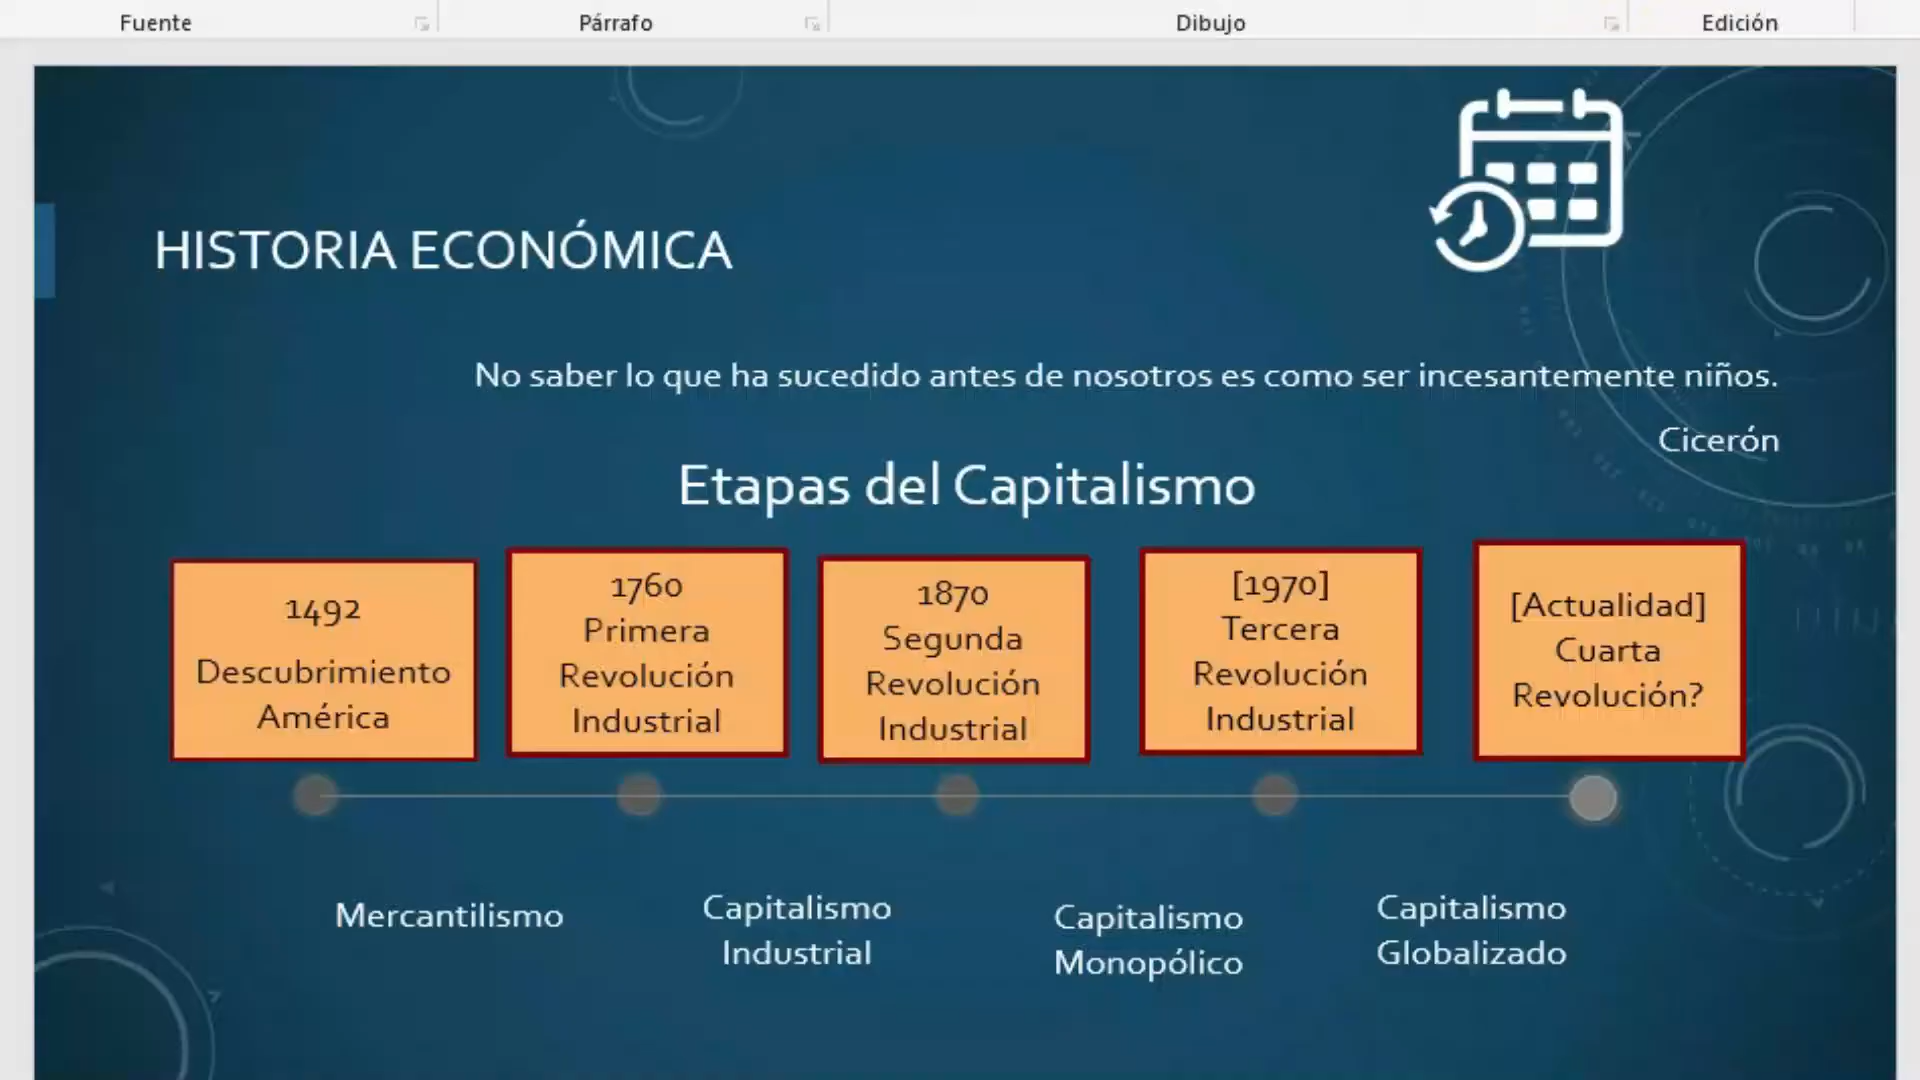 Fuente
Párrafo
Dibujo
Edición
HISTORIA ECONÓMICA
No saber lo que ha sucedido antes de nosotros es como ser incesantemente niños.
Cicerón
Etapas del Capitalismo
1492
Descubrimiento
América
1760
Primera
Revolución
Industrial
1870
Segunda
Revolución
Industrial
[1970]
Tercera
Revolución
Industrial
[Actualidad]
Cuarta
Revolución?
Mercantilismo
Capitalismo
Industrial
Capitalismo
Monopólico
Capitalismo
Globalizado